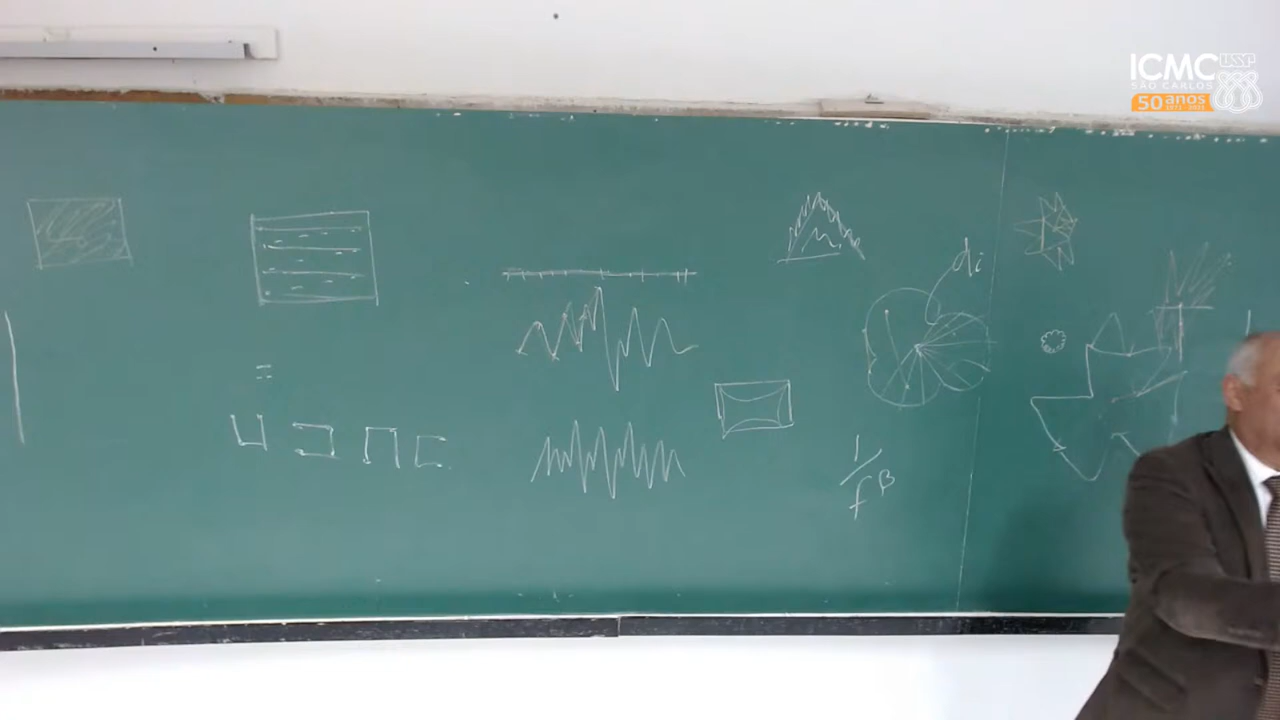 ICMC USP
SÃO CARLOS
50 anos
di
1/f^β